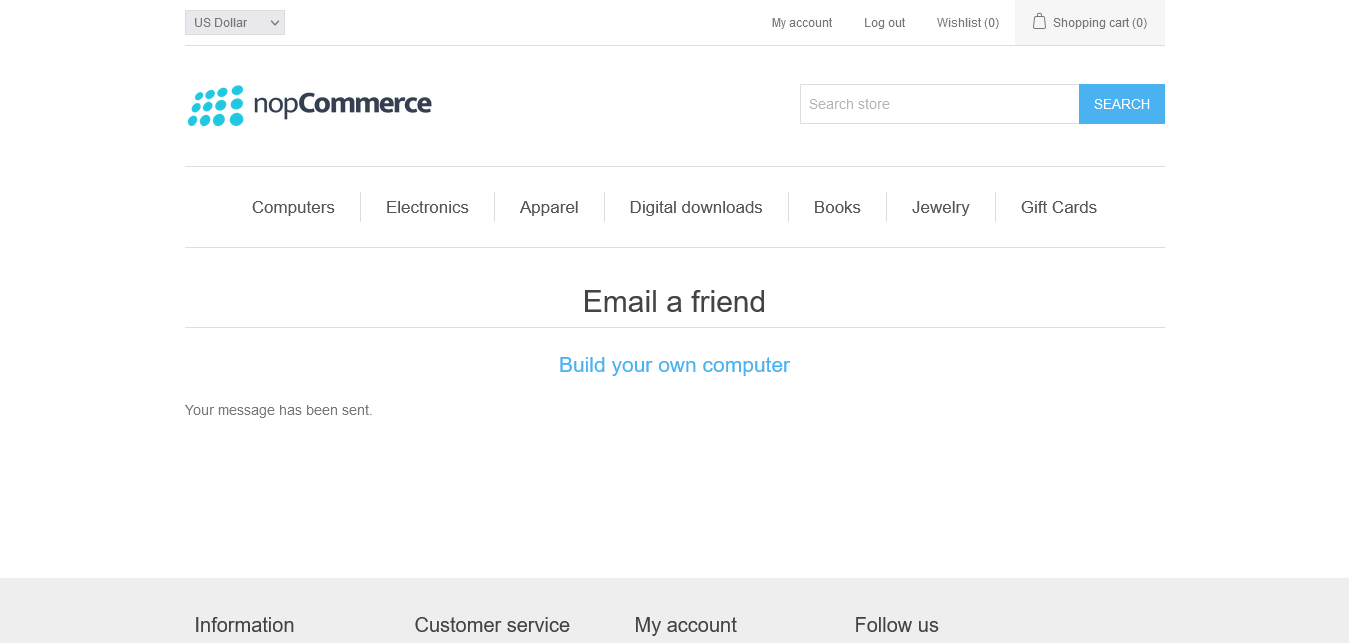 US Dollar My account Log out Wishlist (0) Shopping cart (0)
nopCommerce Search store SEARCH
Computers Electronics Apparel Digital downloads Books Jewelry Gift Cards
Email a friend
Build your own computer
Your message has been sent.
Information Customer service My account Follow us